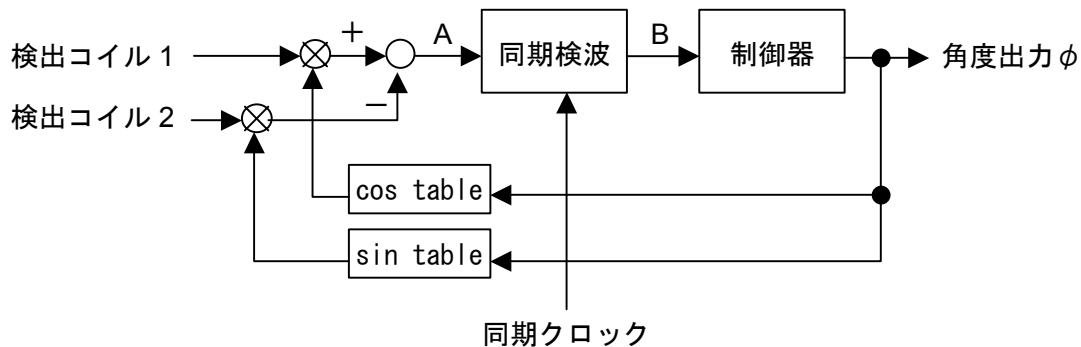 検出コイル 1
＋
A
同期検波
B
制御器
角度出力φ
検出コイル 2
－
cos table
sin table
同期クロック